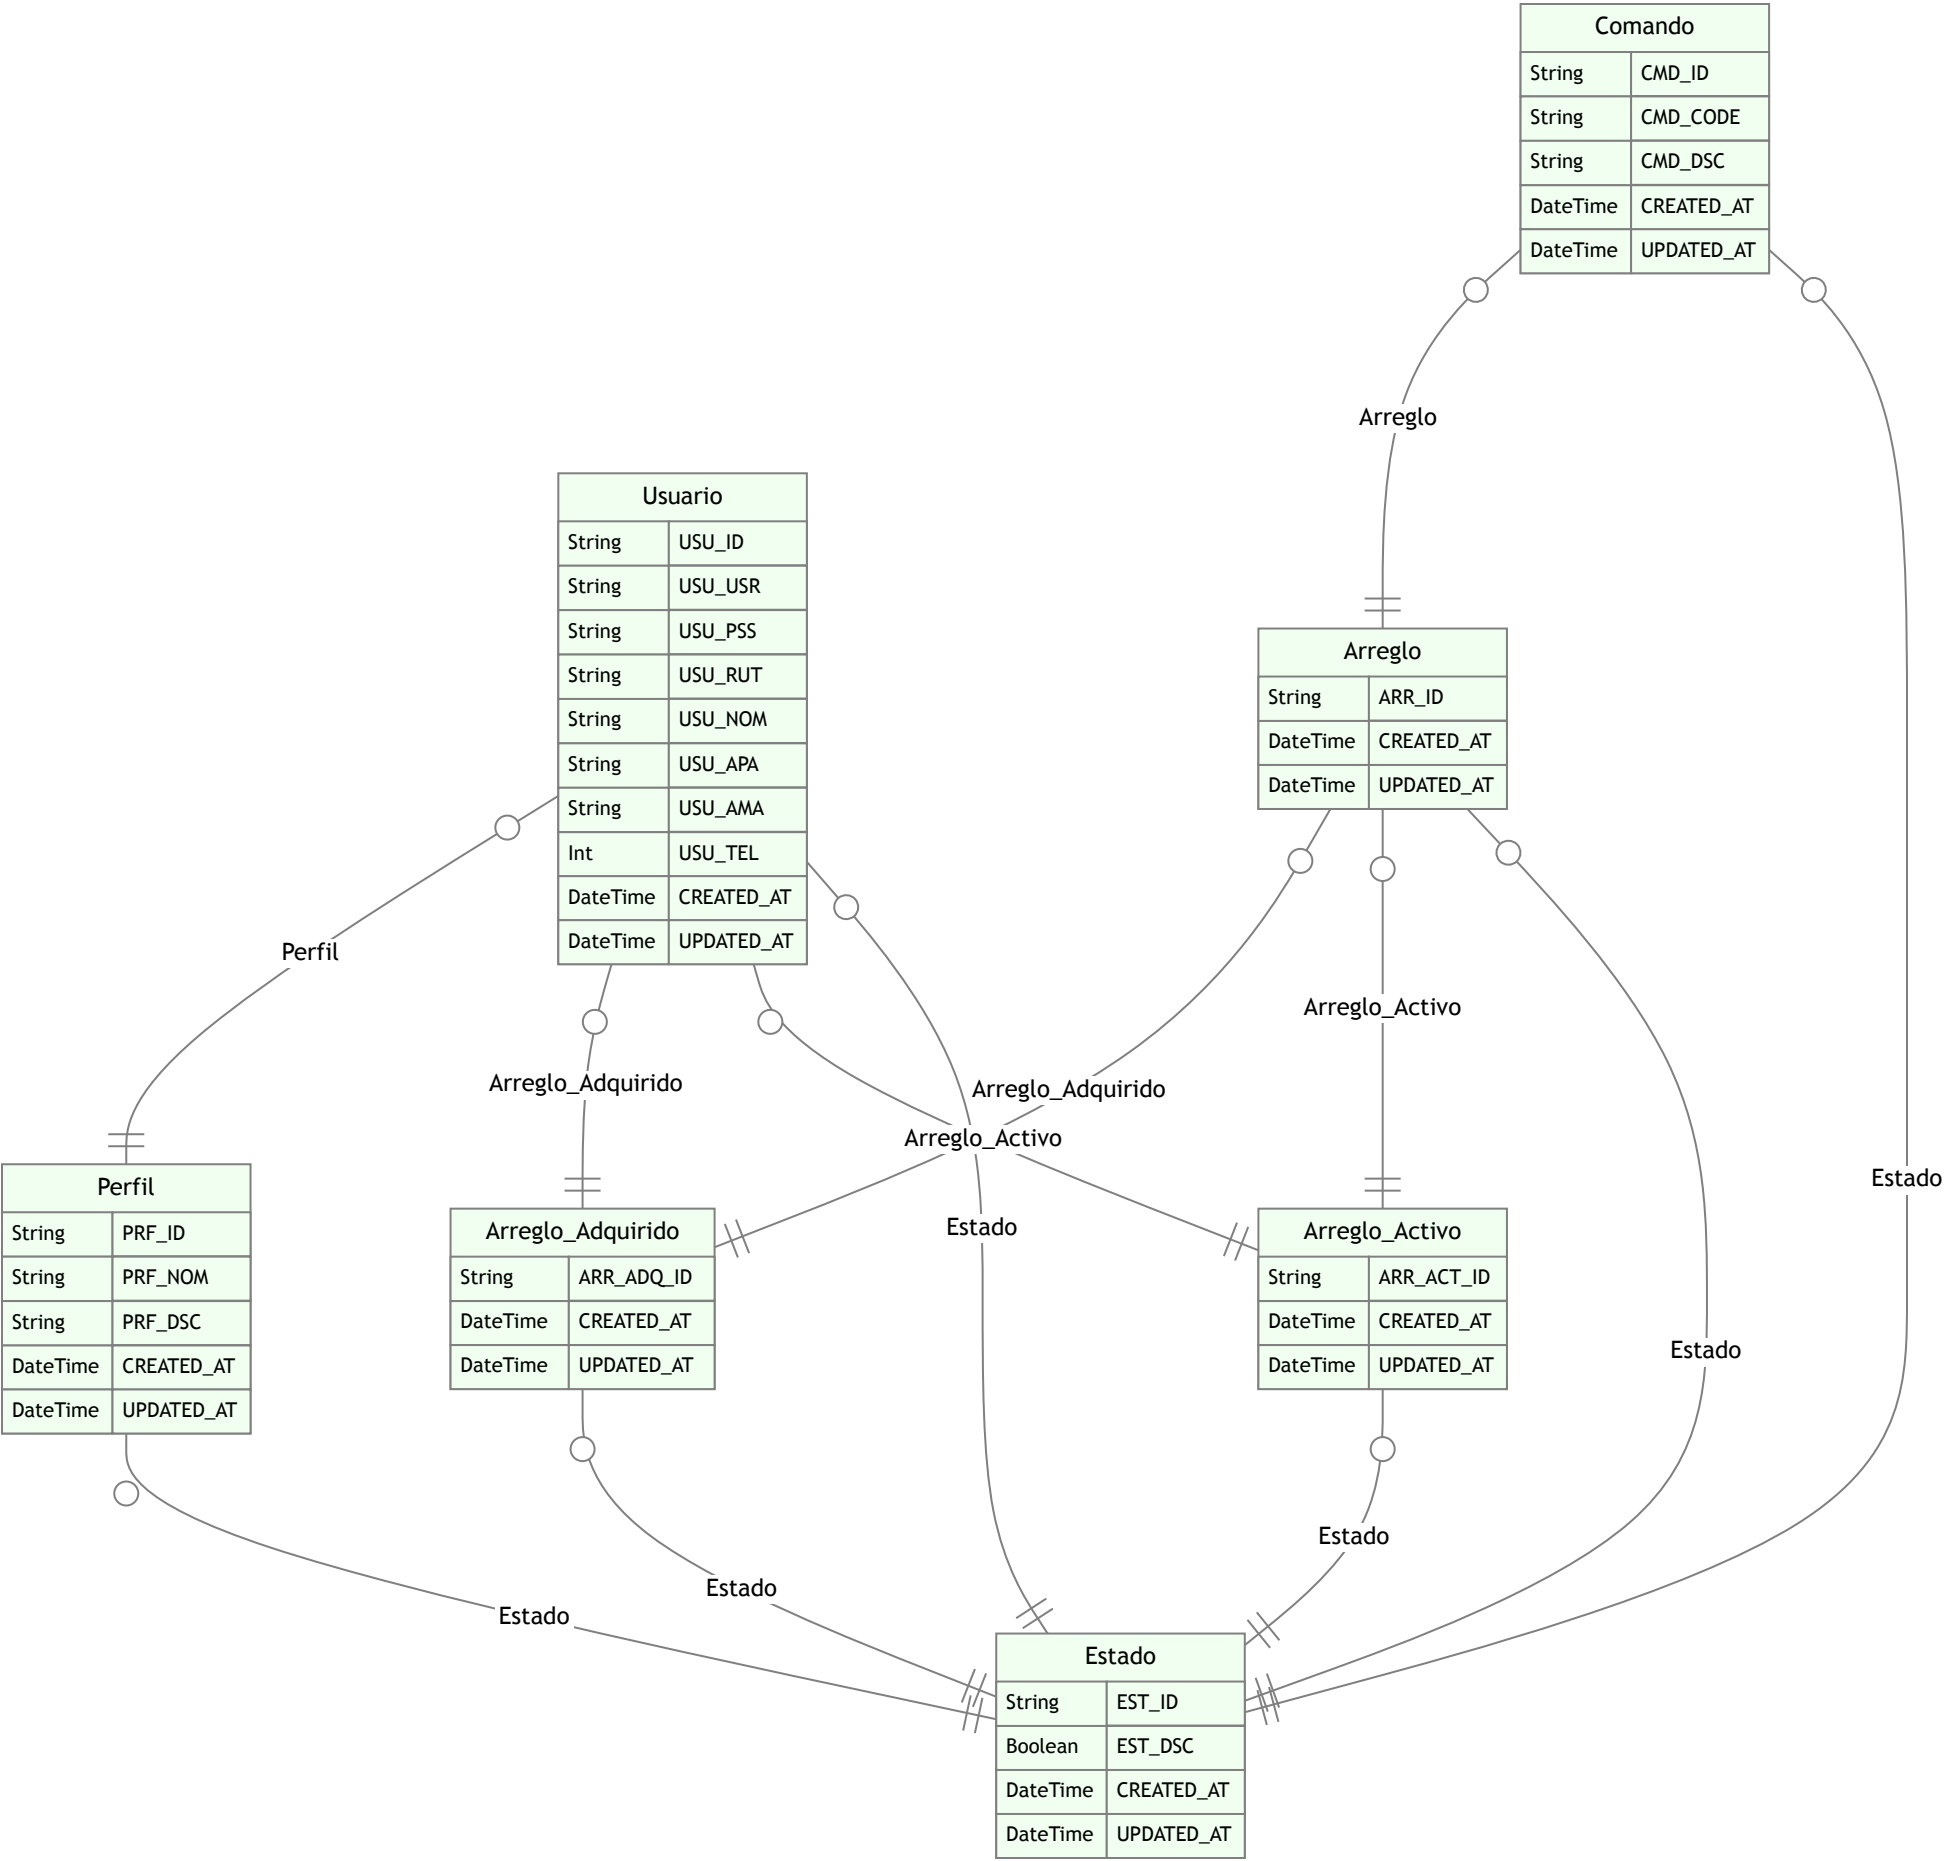 Comando
String CMD_ID
String CMD_CODE
String CMD_DSC
DateTime CREATED_AT
DateTime UPDATED_AT
Arreglo
Usuario
String USU_ID
String USU_USR
String USU_PSS
String USU_RUT
String USU_NOM
String USU_APA
String USU_AMA
Int USU_TEL
DateTime CREATED_AT
DateTime UPDATED_AT
Arreglo
String ARR_ID
DateTime CREATED_AT
DateTime UPDATED_AT
Perfil
Arreglo_Activo
Arreglo_Adquirido
Arreglo_Adquirido
Arreglo_Activo
Estado
Estado
Perfil
String PRF_ID
String PRF_NOM
String PRF_DSC
DateTime CREATED_AT
DateTime UPDATED_AT
Arreglo_Adquirido
String ARR_ADQ_ID
DateTime CREATED_AT
DateTime UPDATED_AT
Arreglo_Activo
String ARR_ACT_ID
DateTime CREATED_AT
DateTime UPDATED_AT
Estado
Estado
Estado
Estado
Estado
String EST_ID
Boolean EST_DSC
DateTime CREATED_AT
DateTime UPDATED_AT